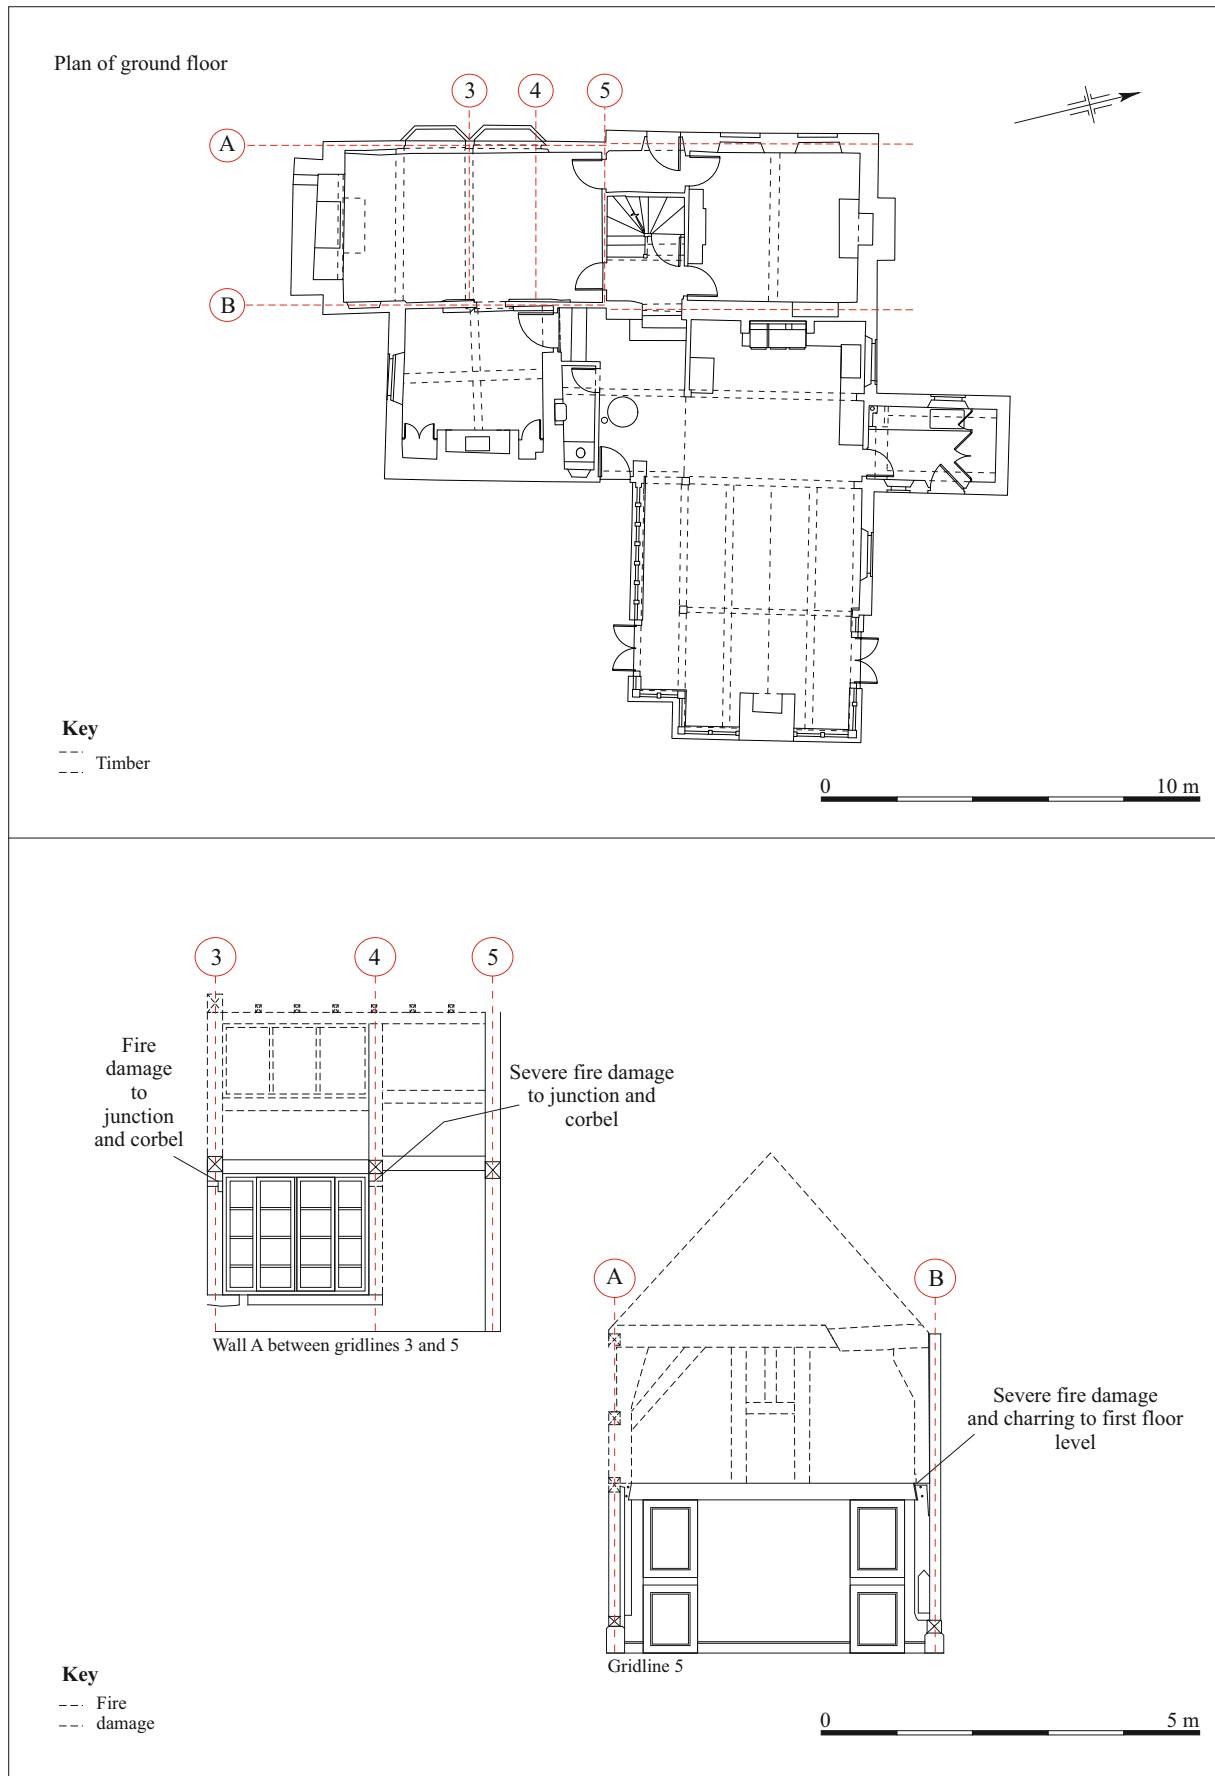 Plan of ground floor
3
4
5
A
B
Key
Timber
0
10 m
3
4
5
Fire
damage
to
junction
and corbel
Severe fire damage
to junction and
corbel
Wall A between gridlines 3 and 5
A
B
Severe fire damage
and charring to first floor
level
Gridline 5
Key
Fire
damage
0
5 m